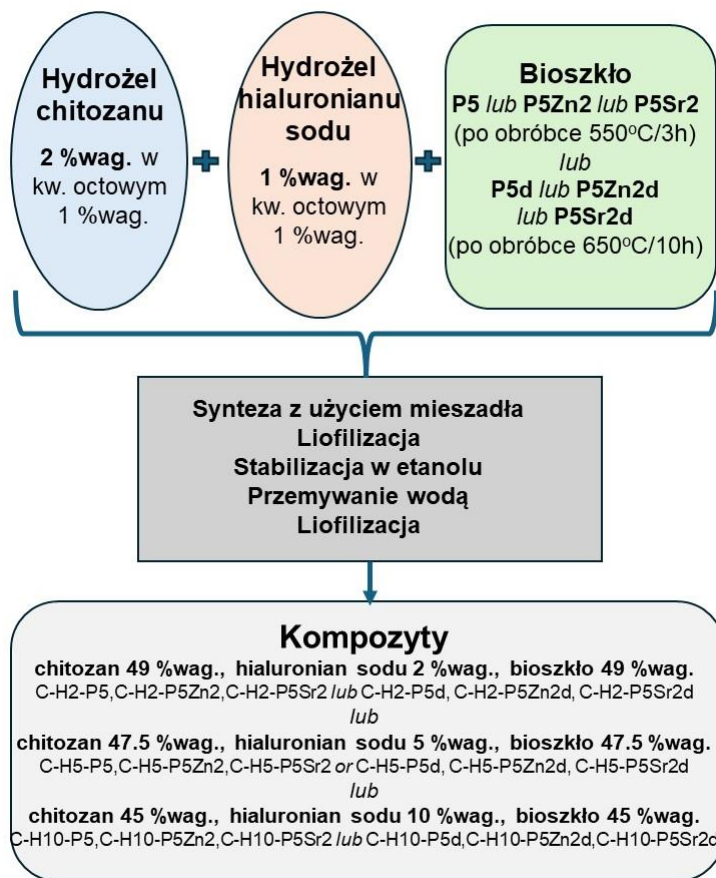 Hydrożel
chitozanu
2 %wag. w
kw. octowym
1 %wag.
+
Hydrożel
hialuronianu
sodu
1 %wag. w
kw. octowym
1 %wag.
+
Bioszkło
P5 lub P5Zn2 lub P5Sr2
(po obróbce 550°C/3h)
lub
P5d lub P5Zn2d
lub P5Sr2d
(po obróbce 650°C/10h)
Synteza z użyciem mieszadła
Liofilizacja
Stabilizacja w etanolu
Przemywanie wodą
Liofilizacja
Kompozyty
chitozan 49 %wag., hialuronian sodu 2 %wag., bioszkło 49 %wag.
C-H2-P5,C-H2-P5Zn2,C-H2-P5Sr2 lub C-H2-P5d, C-H2-P5Zn2d, C-H2-P5Sr2d
lub
chitozan 47.5 %wag., hialuronian sodu 5 %wag., bioszkło 47.5 %wag.
C-H5-P5,C-H5-P5Zn2,C-H5-P5Sr2 or C-H5-P5d, C-H5-P5Zn2d, C-H5-P5Sr2d
lub
chitozan 45 %wag., hialuronian sodu 10 %wag., bioszkło 45 %wag.
C-H10-P5,C-H10-P5Zn2,C-H10-P5Sr2 lub C-H10-P5d,C-H10-P5Zn2d,C-H10-P5Sr2d